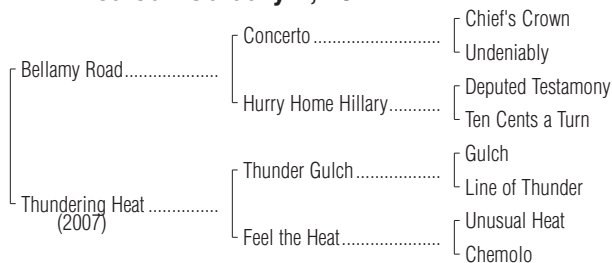 Chief's Crown
Concerto
Undeniably
Bellamy Road
Deputed Testamony
Hurry Home Hillary
Ten Cents a Turn
Gulch
Thunder Gulch
Line of Thunder
Thundering Heat
(2007)
Unusual Heat
Feel the Heat
Chemolo